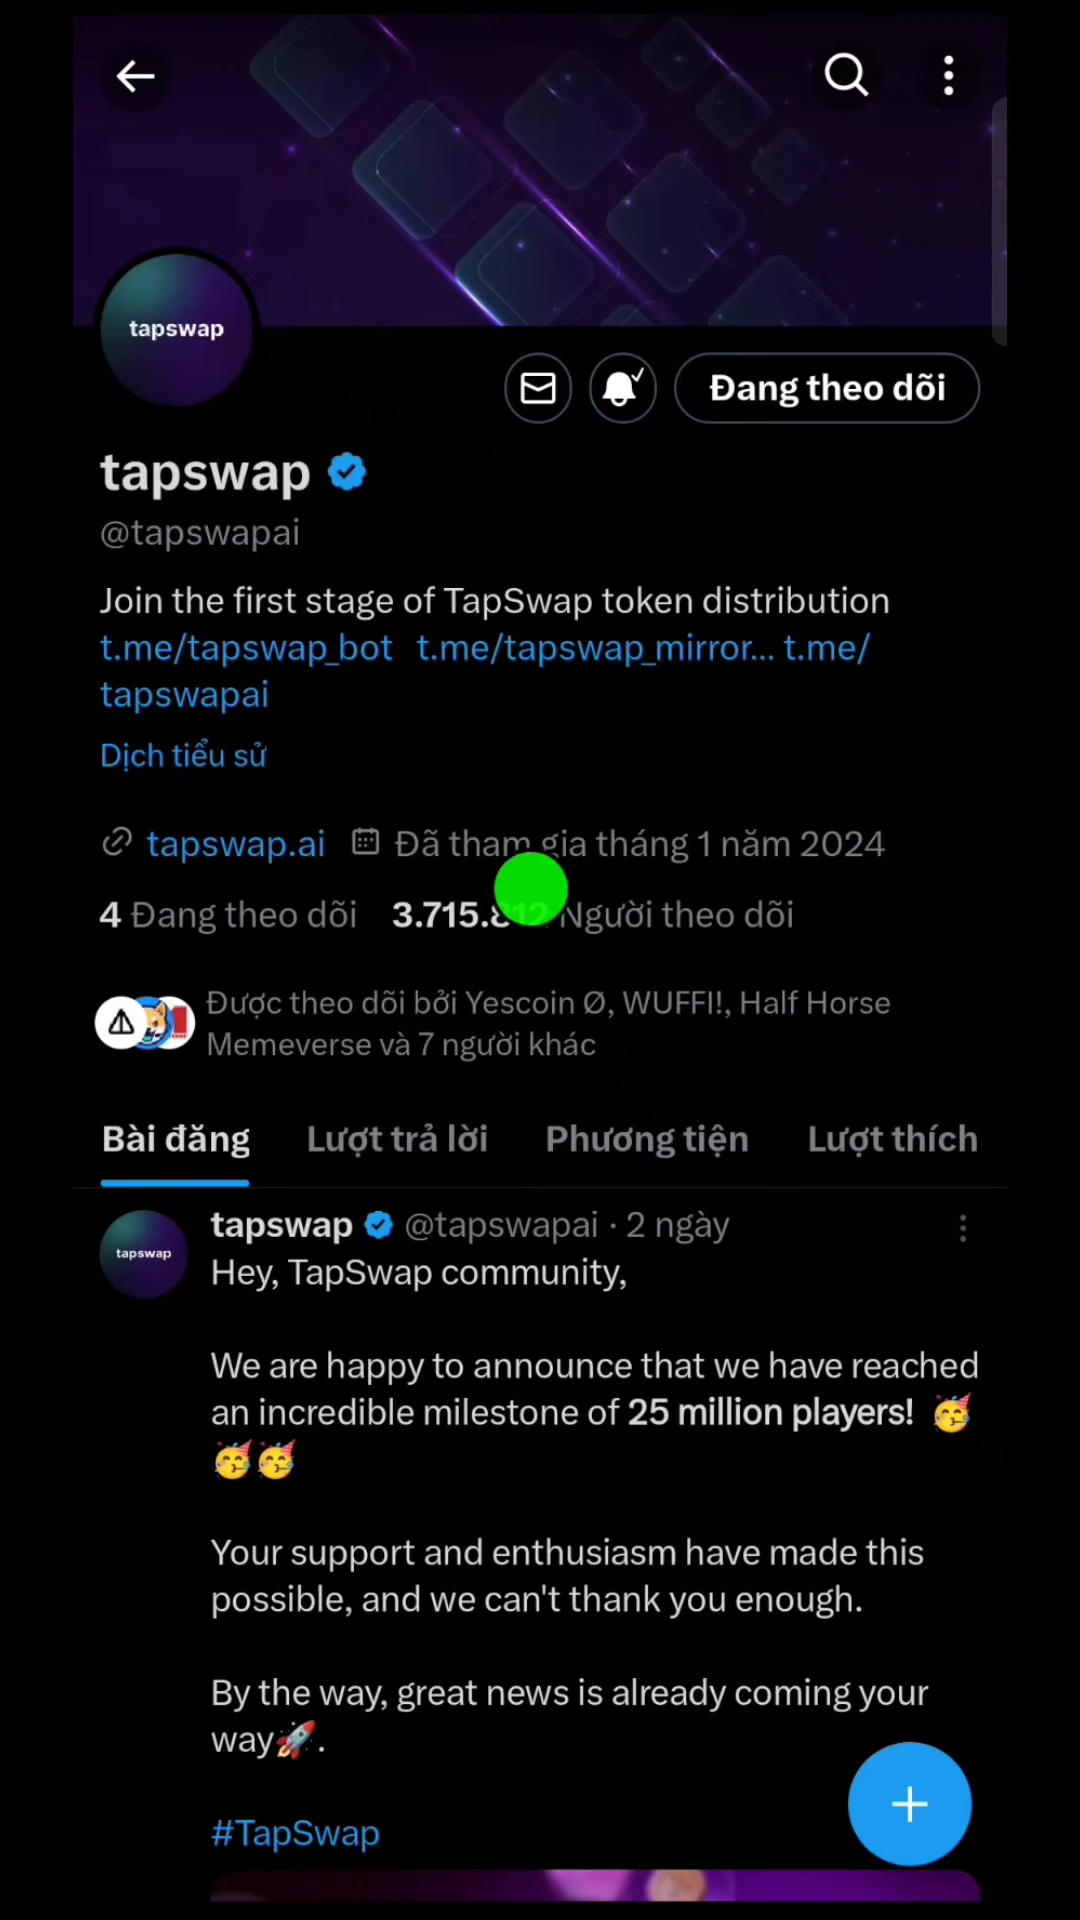 tapswap
Đang theo dõi
tapswap
@tapswapai
Join the first stage of TapSwap token distribution
t.me/tapswap_bot t.me/tapswap_mirror... t.me/
tapswapai
Dịch tiểu sử
tapswap.ai Đã tham gia tháng 1 năm 2024
4 Đang theo dõi 3.715.812 Người theo dõi
Được theo dõi bởi Yescoin Ø, WUFFI!, Half Horse
Memeverse và 7 người khác
Bài đăng Lượt trả lời Phương tiện Lượt thích
tapswap @tapswapai · 2 ngày
tapswap
Hey, TapSwap community,
We are happy to announce that we have reached
an incredible milestone of 25 million players! 🥳
🥳🥳
Your support and enthusiasm have made this
possible, and we can't thank you enough.
By the way, great news is already coming your
way🚀.
#TapSwap